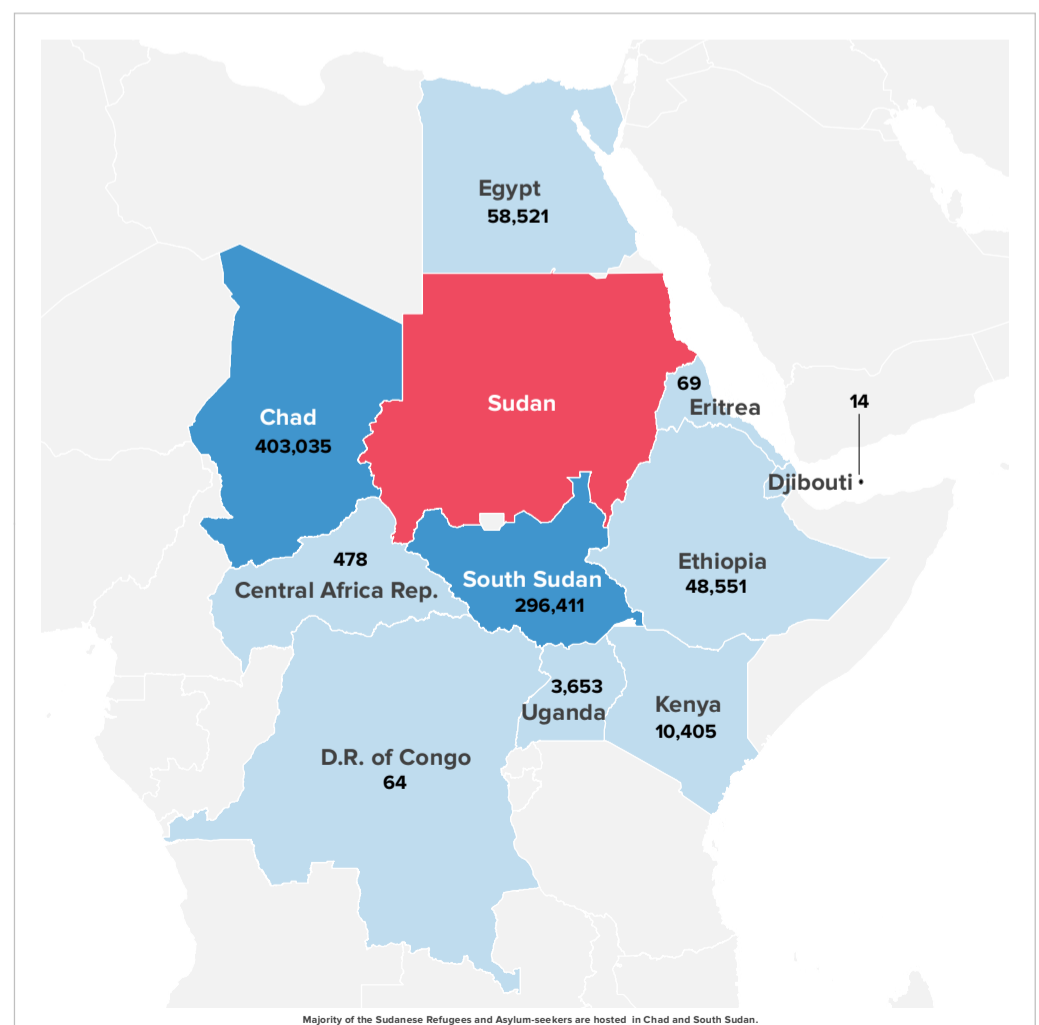 Egypt
58,521
Sudan
69
Eritrea
14
Chad
403,035
Djibouti
478
Central Africa Rep.
South Sudan
296,411
Ethiopia
48,551
3,653
Uganda
Kenya
10,405
D.R. of Congo
64
Majority of the Sudanese Refugees and Asylum-seekers are hosted in Chad and South Sudan.